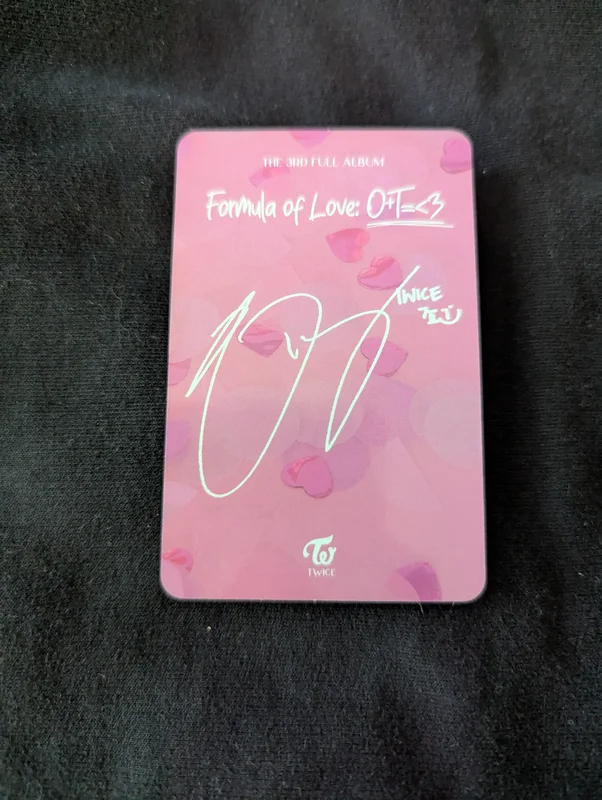 THE 3RD FULL ALBUM
Formula of Love: O+T=<3
TWICE
TWICE